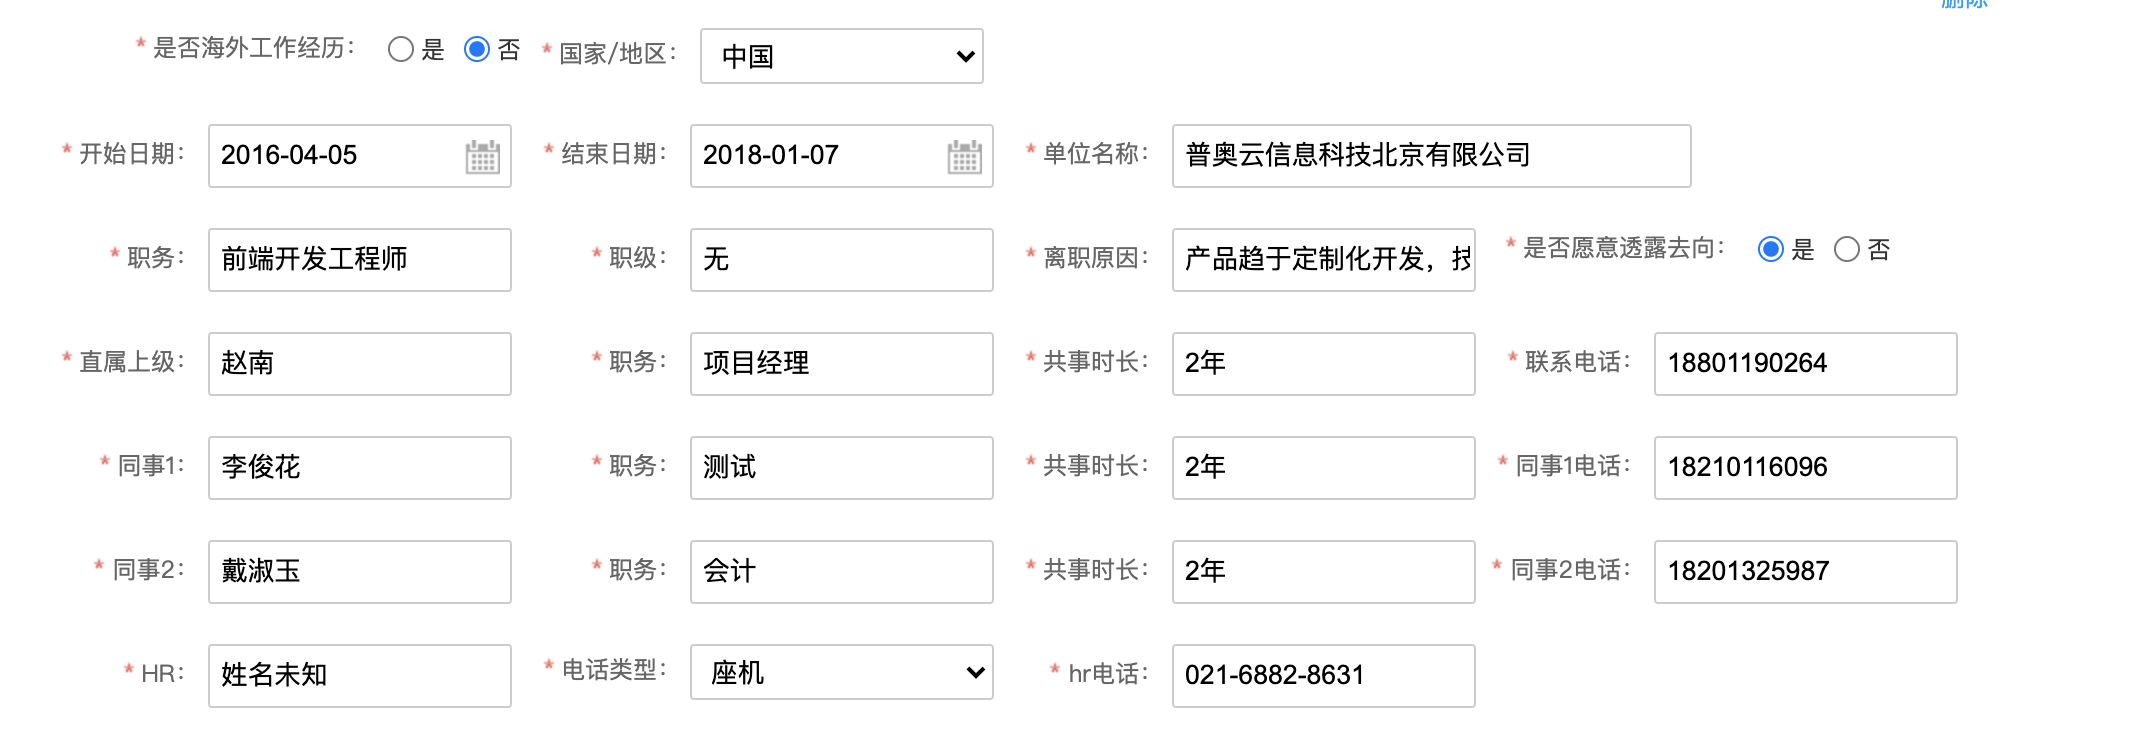 删除
* 是否海外工作经历： 是 否 * 国家/地区： 中国
* 开始日期： 2016-04-05 * 结束日期： 2018-01-07 * 单位名称： 普奥云信息科技北京有限公司
* 职务： 前端开发工程师 * 职级： 无 * 离职原因： 产品趋于定制化开发，技 * 是否愿意透露去向： 是 否
* 直属上级： 赵南 * 职务： 项目经理 * 共事时长： 2年 * 联系电话： 18801190264
* 同事1： 李俊花 * 职务： 测试 * 共事时长： 2年 * 同事1电话： 18210116096
* 同事2： 戴淑玉 * 职务： 会计 * 共事时长： 2年 * 同事2电话： 18201325987
* HR： 姓名未知 * 电话类型： 座机 * hr电话： 021-6882-8631